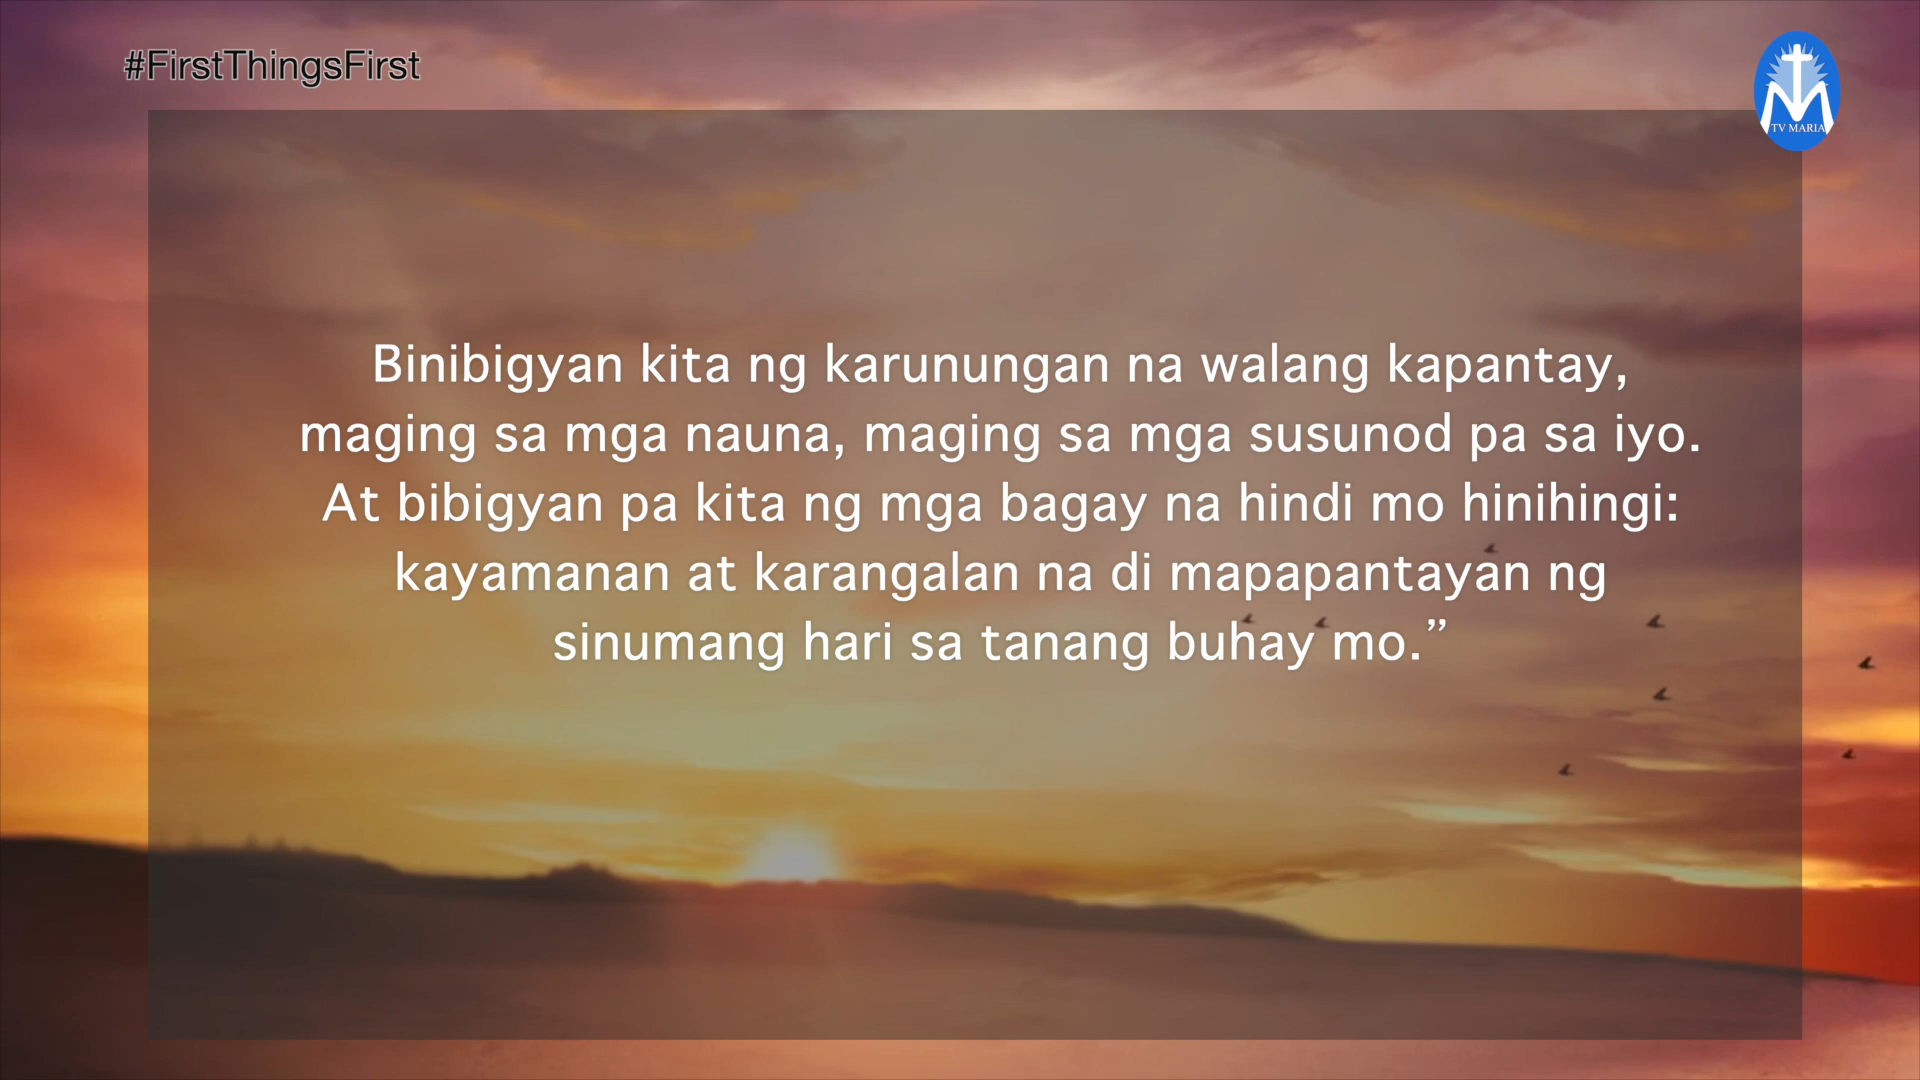 #FirstThingsFirst
TV MARIA
Binibigyan kita ng karunungan na walang kapantay,
maging sa mga nauna, maging sa mga susunod pa sa iyo.
At bibigyan pa kita ng mga bagay na hindi mo hinihingi:
kayamanan at karangalan na di mapapantayan ng
sinumang hari sa tanang buhay mo.”